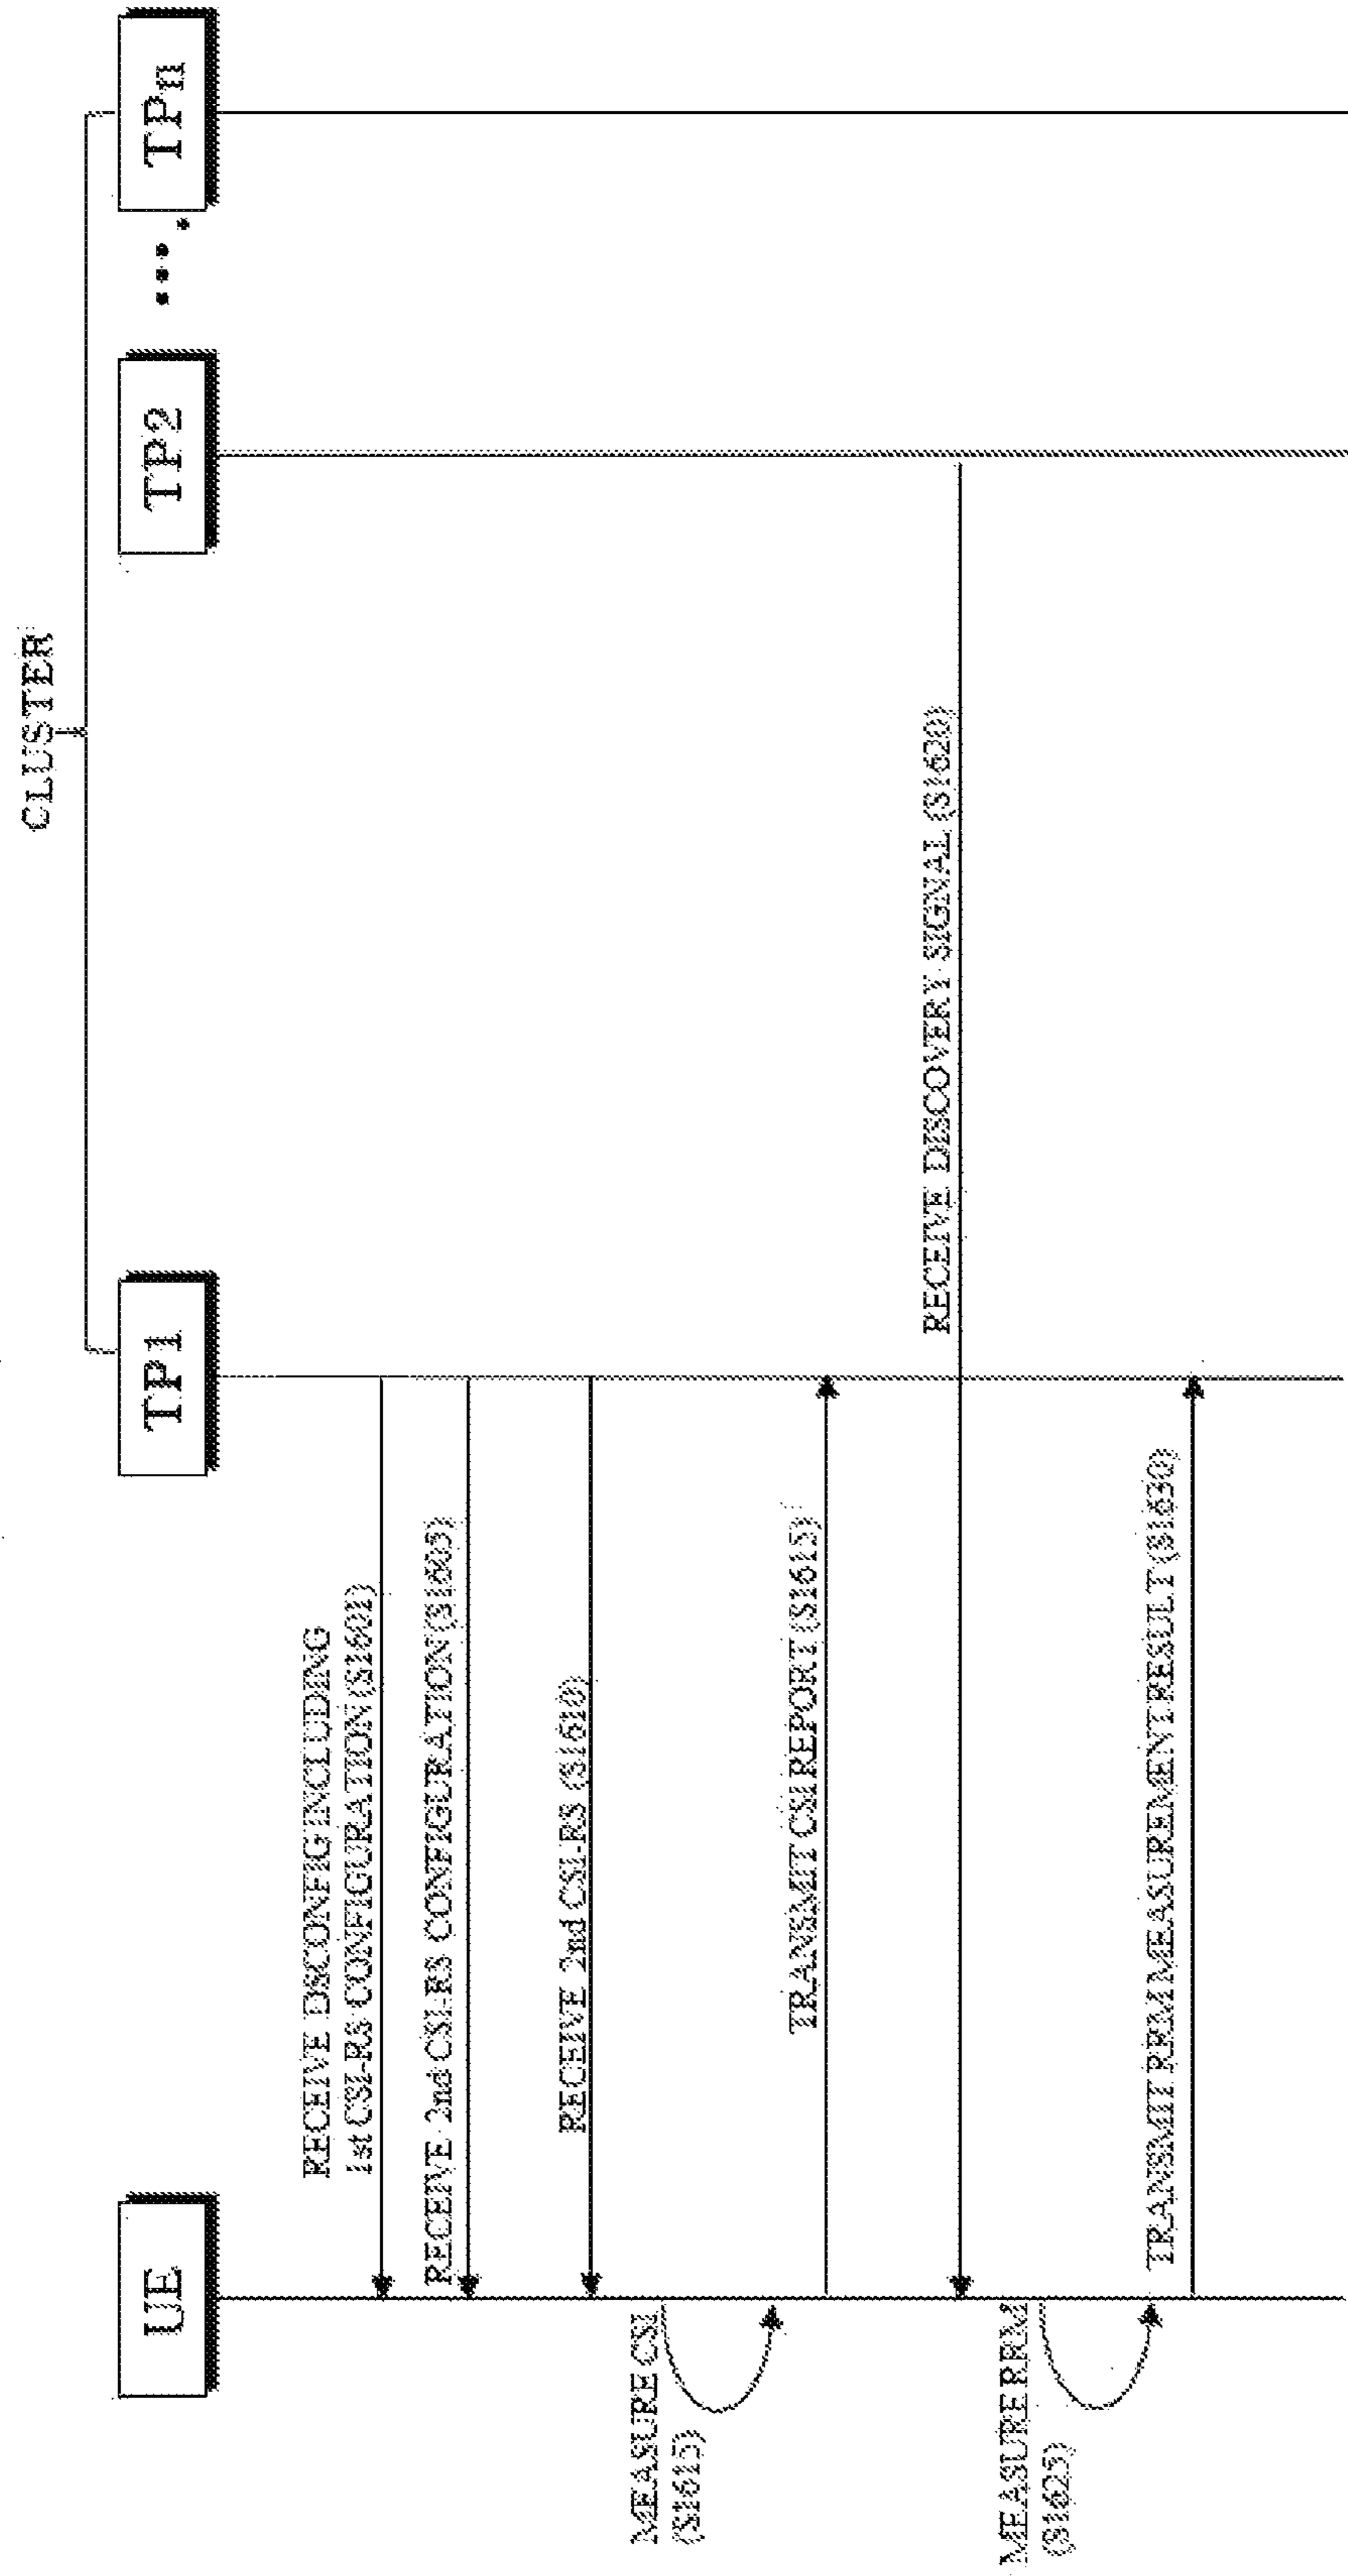 CLUSTER
UE
TP1
TP2
....
TPn
RECEIVE DSCONFIG INCLUDING
1st CSI-RS CONFIGURATION (S1601)
RECEIVE 2nd CSI-RS CONFIGURATION (S1605)
RECEIVE 2nd CSI-RS (S1610)
MEASURE CSI
(S1615)
TRANSMIT CSI REPORT (S1615)
RECEIVE DISCOVERY SIGNAL (S1620)
MEASURE RRM
(S1625)
TRANSMIT RRM MEASUREMENT RESULT (S1630)